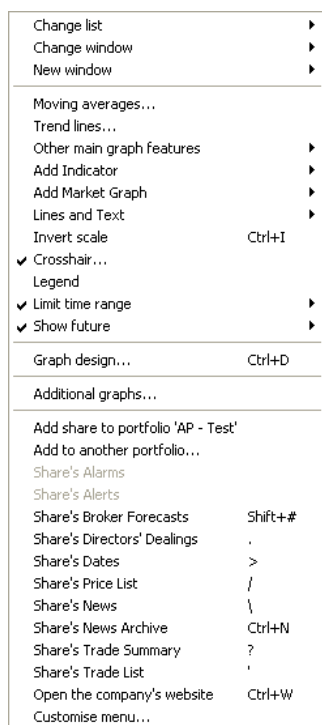 Change list
Change window
New window
Moving averages...
Trend lines...
Other main graph features
Add Indicator
Add Market Graph
Lines and Text
Invert scale Ctrl+I
Crosshair...
Legend
Limit time range
Show future
Graph design... Ctrl+D
Additional graphs...
Add share to portfolio 'AP - Test'
Add to another portfolio...
Share's Alarms
Share's Alerts
Share's Broker Forecasts Shift+#
Share's Directors' Dealings .
Share's Dates >
Share's Price List /
Share's News \
Share's News Archive Ctrl+N
Share's Trade Summary ?
Share's Trade List '
Open the company's website Ctrl+W
Customise menu...